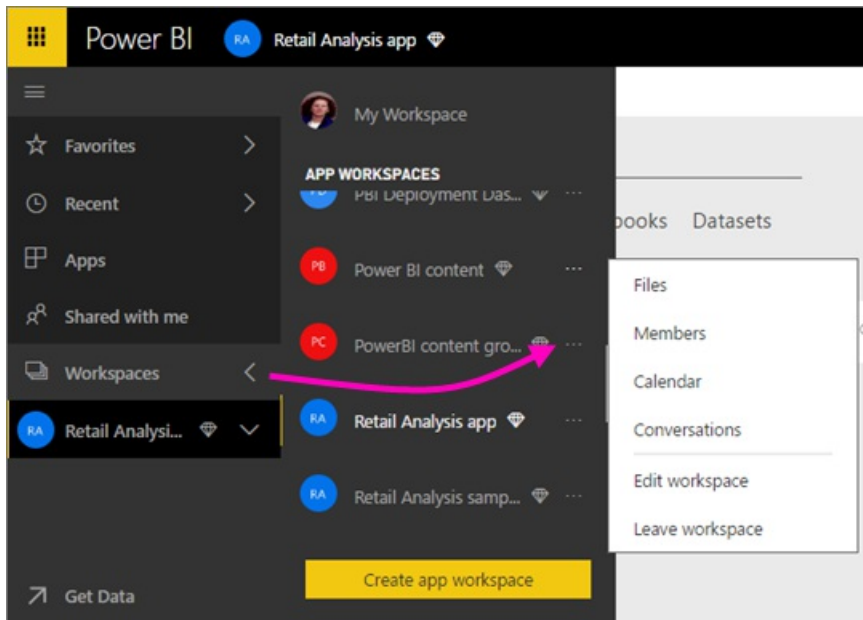 Power BI
RA
Retail Analysis app
My Workspace
Favorites
APP WORKSPACES
PBI Deployment Das...
Recent
books Datasets
Apps
PB
Power BI content
Files
Shared with me
Members
PC
PowerBI content gro...
Workspaces
Calendar
RA
Retail Analysi...
RA
Retail Analysis app
Conversations
Edit workspace
RA
Retail Analysis samp...
Leave workspace
Create app workspace
Get Data